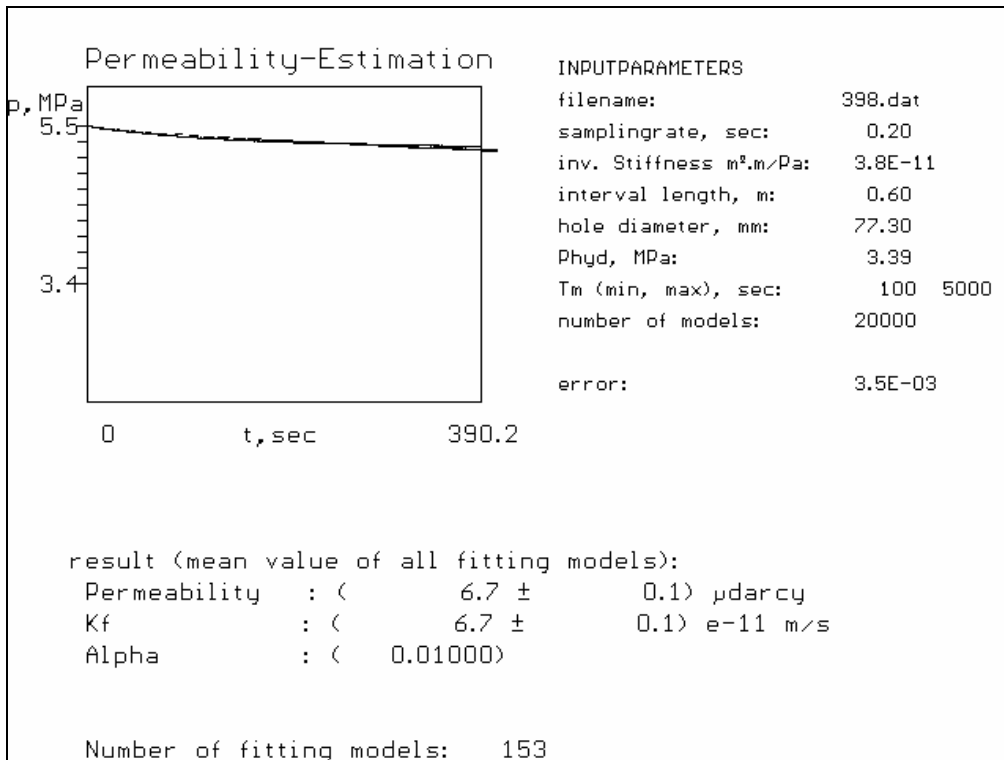 Permeability-Estimation
p,MPa
5.5
3.4
0 t,sec 390.2
INPUTPARAMETERS
filename: 398.dat
samplingrate, sec: 0.20
inv. Stiffness m².m/Pa: 3.8E-11
interval length, m: 0.60
hole diameter, mm: 77.30
Phyd, MPa: 3.39
Tm (min, max), sec: 100 5000
number of models: 20000
error: 3.5E-03
result (mean value of all fitting models):
Permeability : ( 6.7 ± 0.1) µdarcy
Kf : ( 6.7 ± 0.1) e-11 m/s
Alpha : ( 0.01000)
Number of fitting models: 153